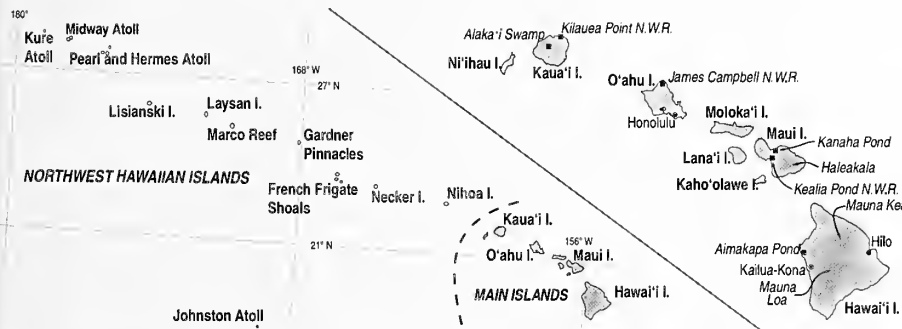 180°
Kure
Atoll
Midway Atoll
Pearl and Hermes Atoll
168° W
27° N
Lisianski I.
Laysan I.
Marco Reef
Gardner
Pinnacles
NORTHWEST HAWAIIAN ISLANDS
French Frigate
Shoals
Necker I.
Nihoa I.
21° N
Johnston Atoll
Kaua'i I.
O'ahu I.
156° W
Maui I.
MAIN ISLANDS
Hawai'i I.
Alaka'i Swamp
Kilauea Point N.W.R.
Ni'ihau I.
Kaua'i I.
O'ahu I.
James Campbell N.W.R.
Honolulu
Moloka'i I.
Maui I.
Kanaha Pond
Lana'i I.
Haleakala
Kaho'olawe I.
Kealia Pond N.W.R.
Mauna Kea
Aimakapa Pond
Hilo
Kailua-Kona
Mauna
Loa
Hawai'i I.